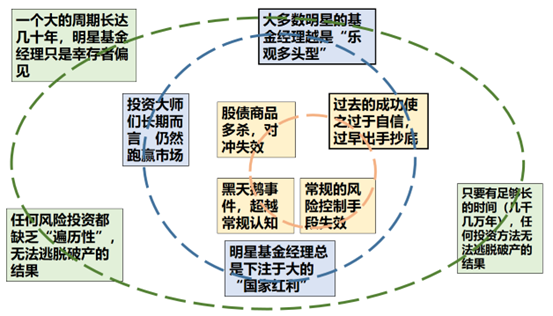 一个大的周期长达
几十年，明星基金
经理只是幸存者偏
见
大多数明星的基
金经理越是“乐
观多头型”
投资大师
们长期而
言，仍然
跑赢市场
股债商品
多杀，对
冲失效
过去的成功使
之过于自信，
过早出手抄底
黑天鹅事
件，超越
常规认知
常规的风
险控制手
段失效
任何风险投资都
缺乏“遍历性”，
无法逃脱破产的
结果
明星基金经理总
是下注于大的
“国家红利”
只要有足够长
的时间（几千
几万年），任
何投资方法无
法逃脱破产的
结果